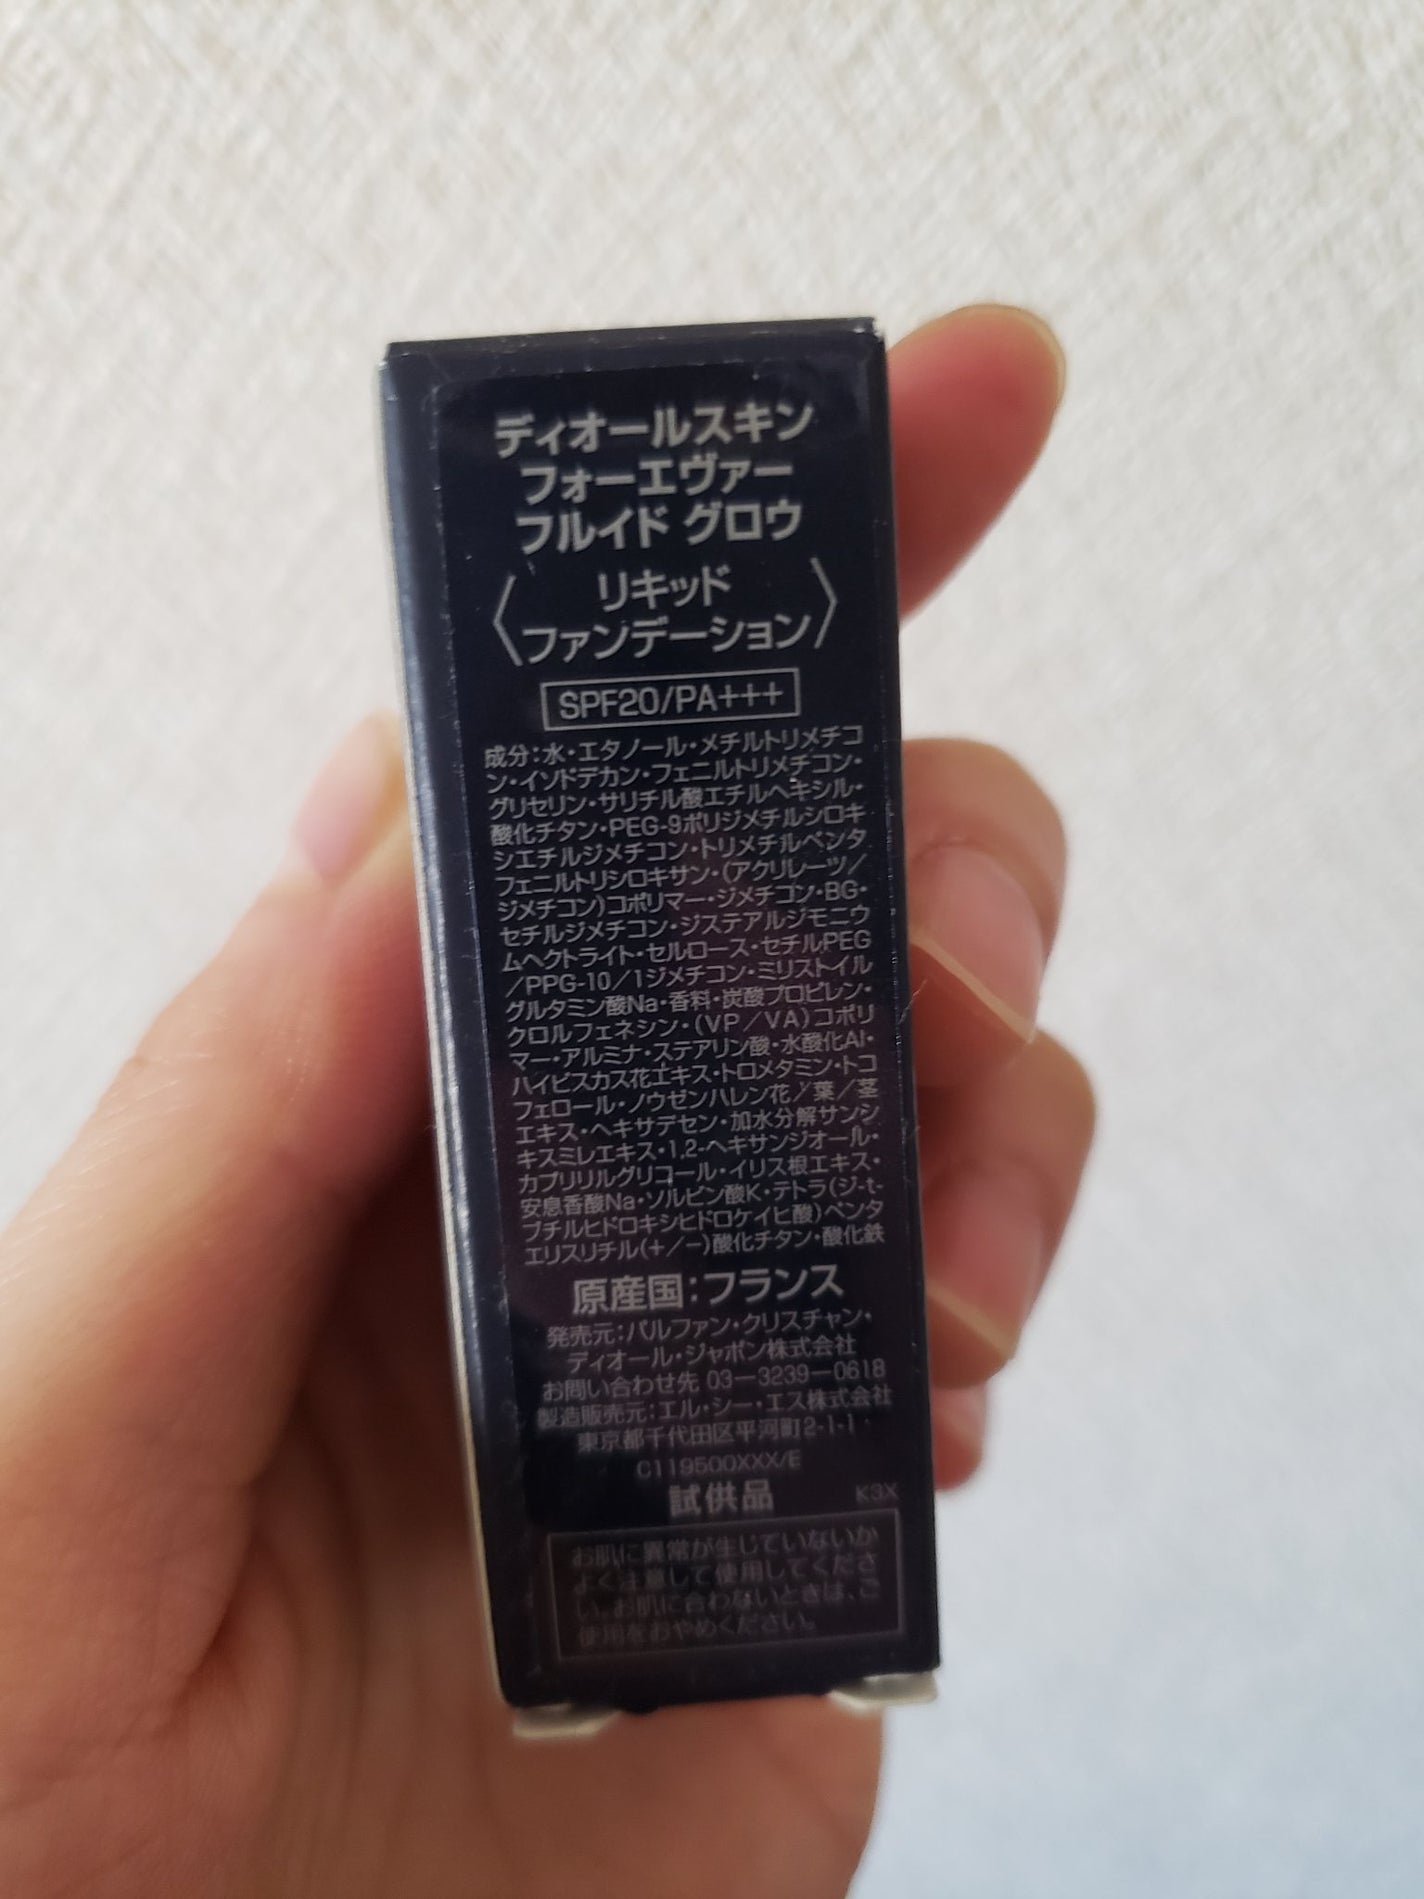 ディオールスキン
フォーエヴァー
フルイド グロウ
〈リキッド
ファンデーション〉
SPF20/PA+++
成分:水・エタノール・メチルトリメチコ
ン・イソドデカン・フェニルトリメチコン・
グリセリン・サリチル酸エチルヘキシル・
酸化チタン・PEG-9ポリジメチルシロキ
シエチルジメチコン・トリメチルペンタ
フェニルトリシロキサン・(アクリレーツ/
ジメチコン)コポリマー・ジメチコン・BG・
セチルジメチコン・ジステアルジモニウ
ムヘクトライト・セルロース・セチルPEG
/PPG-10/1ジメチコン・ミリストイル
グルタミン酸Na・香料・炭酸プロピレン・
クロルフェネシン・(VP/VA)コポリ
マー・アルミナ・ステアリン酸・水酸化Al・
ハイビスカス花エキス・トロメタミン・トコ
フェロール・ノウゼンハレン花/葉/茎
エキス・ヘキサデセン・加水分解サンシ
キスミレエキス・1,2-ヘキサンジオール・
カプリリルグリコール・イリス根エキス・
安息香酸Na・ソルビン酸K・テトラ(ジ-t-
ブチルヒドロキシヒドロケイヒ酸)ペンタ
エリスリチル(+/-)酸化チタン・酸化鉄
原産国:フランス
発売元:パルファン・クリスチャン・
ディオール・ジャポン株式会社
お問い合わせ先 03-3239-0618
製造販売元:エル・シー・エス株式会社
東京都千代田区平河町2-1-1
C119500XXX/E
試供品 K3X
お肌に異常が生じていないか
よく注意して使用してくださ
い。お肌に合わないときは、ご
使用をおやめください。